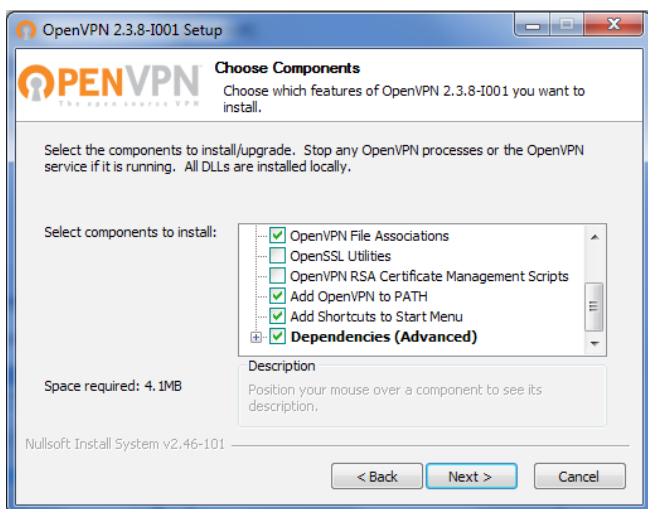 OpenVPN 2.3.8-I001 Setup
OPENVPN
The open source VPN
Choose Components
Choose which features of OpenVPN 2.3.8-I001 you want to
install.
Select the components to install/upgrade. Stop any OpenVPN processes or the OpenVPN
service if it is running. All DLLs are installed locally.
Select components to install:
OpenVPN File Associations
OpenSSL Utilities
OpenVPN RSA Certificate Management Scripts
Add OpenVPN to PATH
Add Shortcuts to Start Menu
Dependencies (Advanced)
Space required: 4.1MB
Description
Position your mouse over a component to see its
description.
Nullsoft Install System v2.46-101
< Back
Next >
Cancel